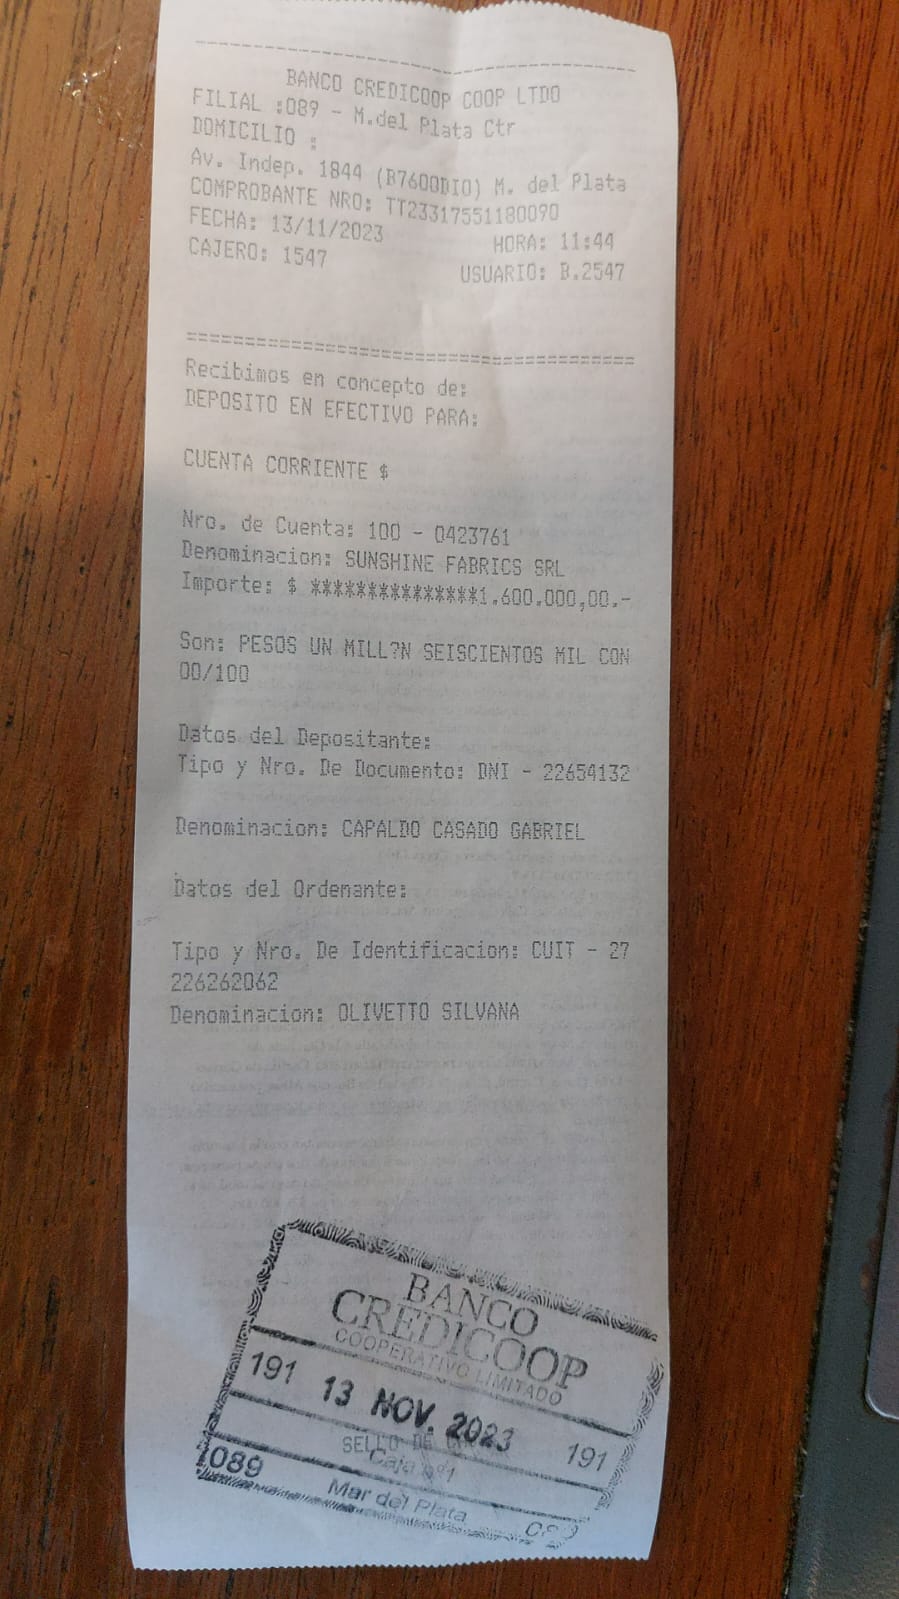 BANCO CREDICOOP COOP LTDO
FILIAL :089 - M.del Plata Ctr
DOMICILIO :
Av. Indep. 1844 (B7600DIO) M. del Plata
COMPROBANTE NRO: TT23317551180090
FECHA: 13/11/2023 HORA: 11:44
CAJERO: 1547 USUARIO: B.2547
Recibimos en concepto de:
DEPOSITO EN EFECTIVO PARA:
CUENTA CORRIENTE $
Nro. de Cuenta: 100 - 0423761
Denominacion: SUNSHINE FABRICS SRL
Importe: $ ***************1.600.000,00.-
Son: PESOS UN MILL?N SEISCIENTOS MIL CON
00/100
Datos del Depositante:
Tipo y Nro. De Documento: DNI - 22654132
Denominacion: CAPALDO CASADO GABRIEL
Datos del Ordenante:
Tipo y Nro. De Identificacion: CUIT - 27
226262062
Denominacion: OLIVETTO SILVANA
BANCO
CREDICOOP
COOPERATIVO LIMITADO
191 13 NOV. 2023 191
SELLO DE
Caja nº1
089 Mar del Plata 089